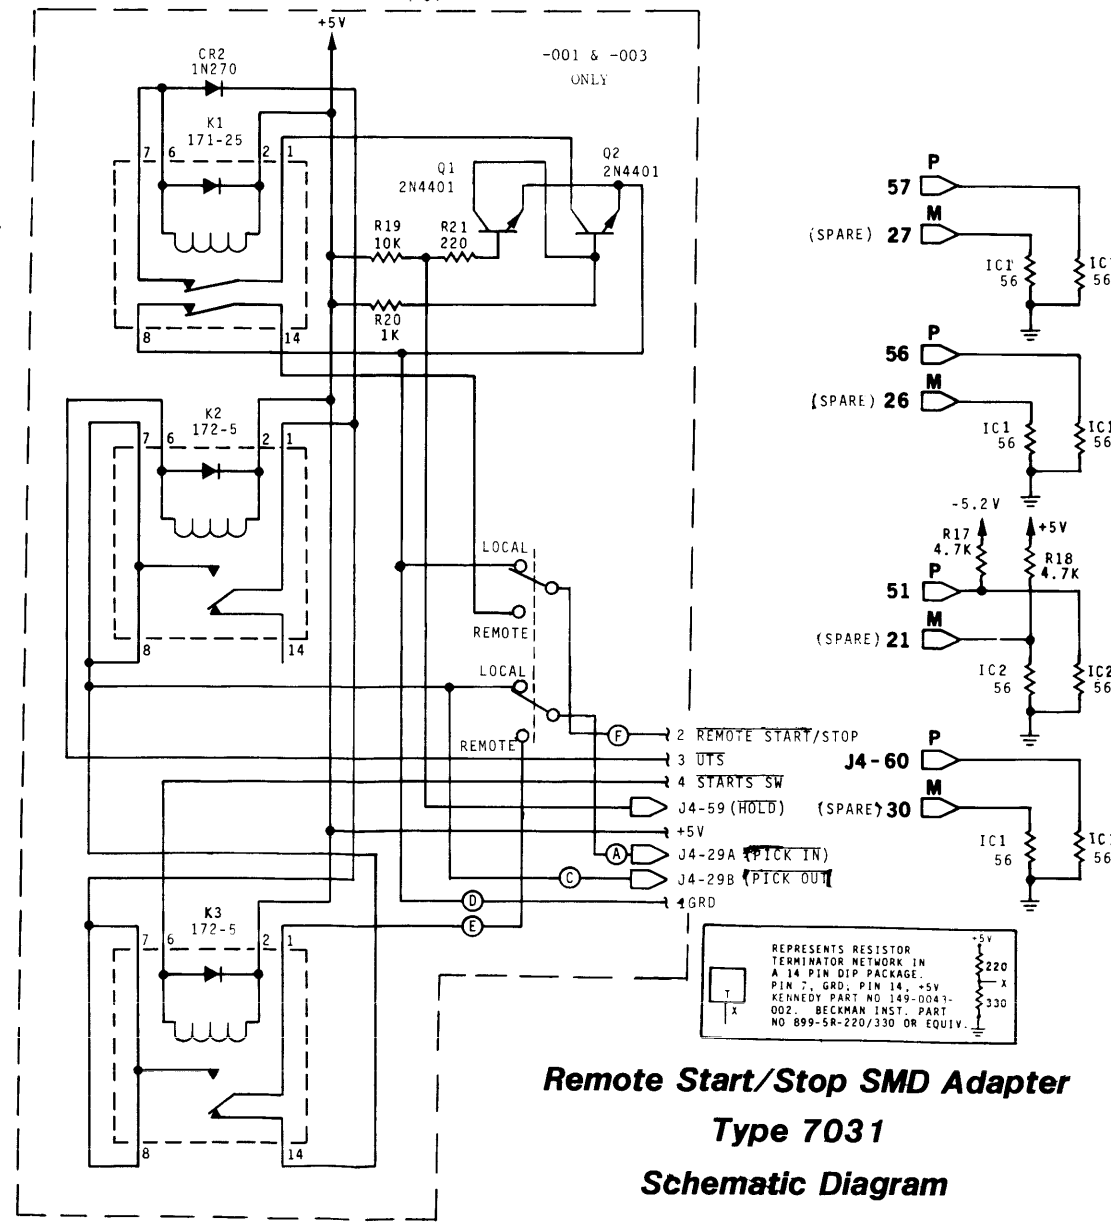 +5V
-001 & -003
ONLY
CR2
1N270
K1
171-25
7 6 2 1
Q1
2N4401
Q2
2N4401
R19
10K
R21
220
R20
1K
8 14
K2
172-5
7 6 2 1
8 14
LOCAL
REMOTE
LOCAL
REMOTE
F 2 REMOTE START/STOP
3 UTS
4 STARTS SW
J4-59 (HOLD)
+5V
A J4-29A (PICK IN)
C J4-29B (PICK OUT)
D 1GRD
E
K3
172-5
7 6 2 1
8 14
P
57
M
(SPARE) 27
IC1
56
IC1
56
P
56
M
(SPARE) 26
IC1
56
IC1
56
-5.2V
+5V
R17
4.7K
R18
4.7K
P
51
M
(SPARE) 21
IC2
56
IC2
56
P
J4-60
M
(SPARE) 30
IC1
56
IC1
56
T
X
REPRESENTS RESISTOR
TERMINATOR NETWORK IN
A 14 PIN DIP PACKAGE.
PIN 7, GRD; PIN 14, +5V
KENNEDY PART NO 149-0043-
002. BECKMAN INST. PART
NO 899-5R-220/330 OR EQUIV.
+5V
220
X
330
Remote Start/Stop SMD Adapter
Type 7031
Schematic Diagram